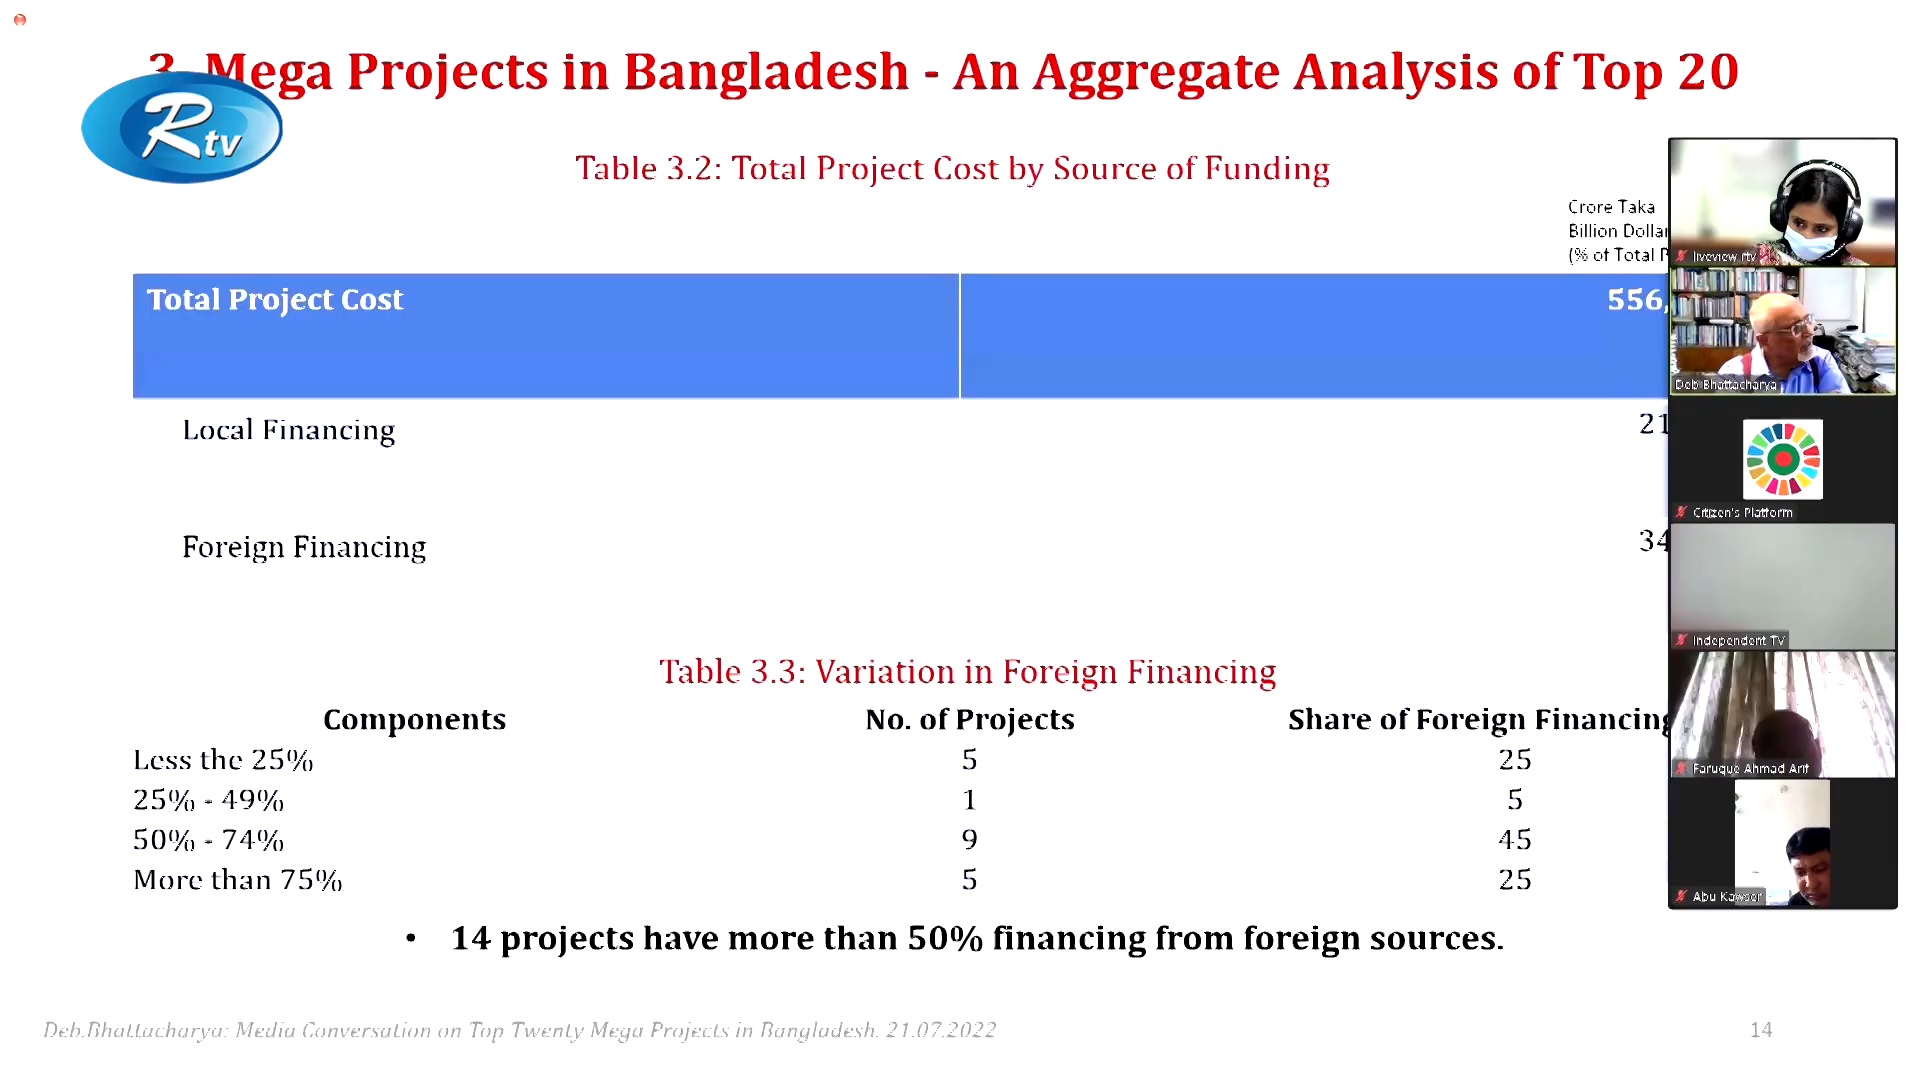 3. Mega Projects in Bangladesh - An Aggregate Analysis of Top 20
Rtv
Table 3.2: Total Project Cost by Source of Funding
Crore Taka
Billion Dollar
(% of Total
liveview rtv
Total Project Cost
556,
Deb Bhattacharya
Local Financing
21
Citizen's Platform
Foreign Financing
34
Independent TV
Table 3.3: Variation in Foreign Financing
Components No. of Projects Share of Foreign Financing
Less the 25% 5 25
Faruque Ahmad Arif
25% - 49% 1 5
50% - 74% 9 45
More than 75% 5 25
Abu Kawser
• 14 projects have more than 50% financing from foreign sources.
Deb.Bhattacharya: Media Conversation on Top Twenty Mega Projects in Bangladesh. 21.07.2022
14